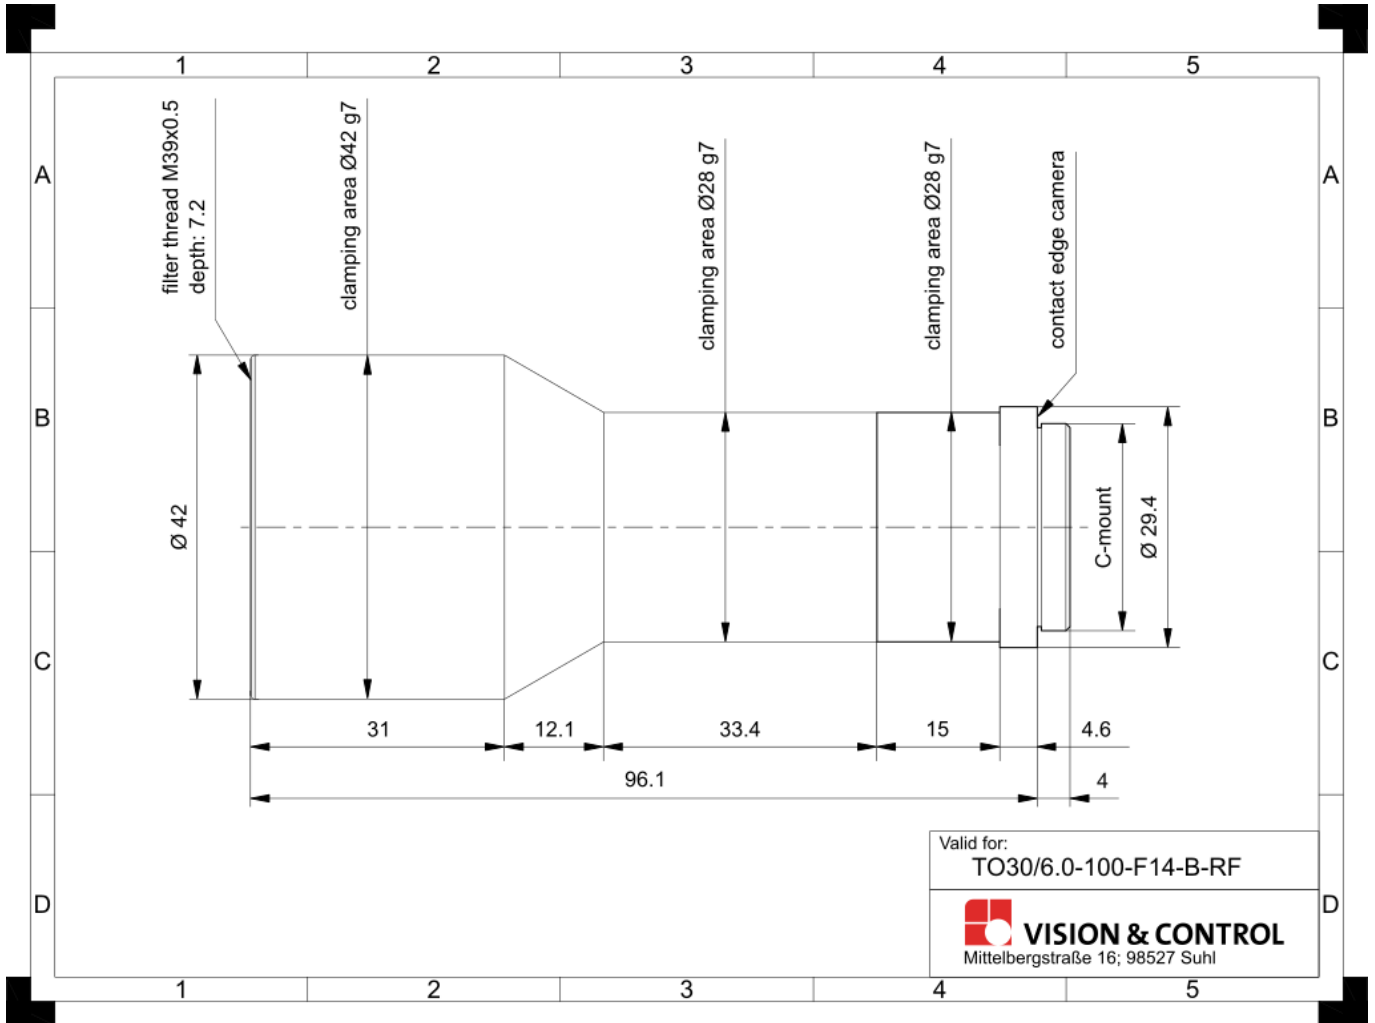 1 2 3 4 5
A A
B B
C C
D D
filter thread M39x0.5
depth: 7.2
clamping area Ø42 g7
clamping area Ø28 g7
clamping area Ø28 g7
contact edge camera
Ø 42
C-mount
Ø 29.4
31 12.1 33.4 15 4.6
96.1 4
Valid for:
TO30/6.0-100-F14-B-RF
VISION & CONTROL
Mittelbergstraße 16; 98527 Suhl
1 2 3 4 5